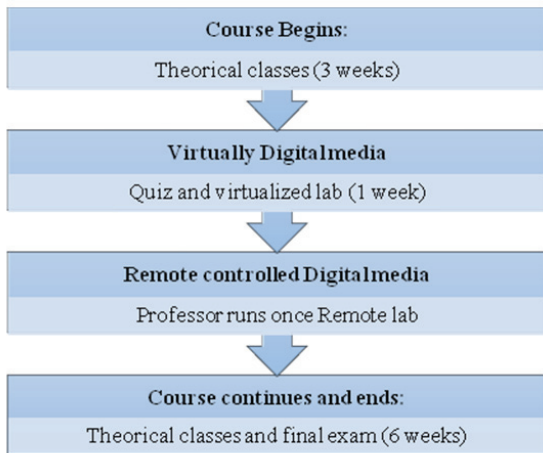 Course Begins:
Theorical classes (3 weeks)
Virtually Digitalmedia
Quiz and virtualized lab (1 week)
Remote controlled Digitalmedia
Professor runs once Remote lab
Course continues and ends:
Theorical classes and final exam (6 weeks)